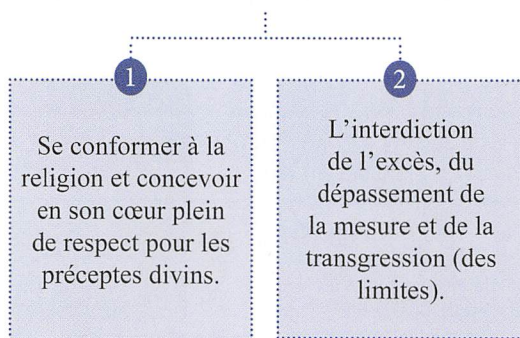 1
Se conformer à la
religion et concevoir
en son cœur plein
de respect pour les
préceptes divins.
2
L’interdiction
de l’excès, du
dépassement de
la mesure et de la
transgression (des
limites).